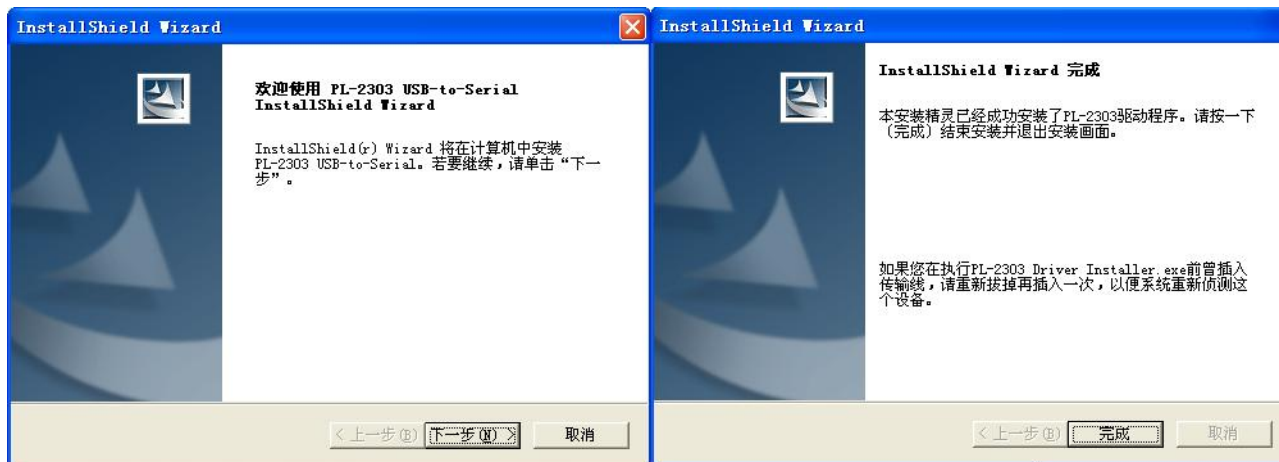 InstallShield Wizard
欢迎使用 PL-2303 USB-to-Serial
InstallShield Wizard
InstallShield(r) Wizard 将在计算机中安装
PL-2303 USB-to-Serial。若要继续，请单击“下一
步”。
< 上一步(B)
下一步(N) >
取消
InstallShield Wizard
InstallShield Wizard 完成
本安装精灵已经成功安装了PL-2303驱动程序。请按一下
（完成）结束安装并退出安装画面。
如果您在执行PL-2303 Driver Installer.exe前曾插入
传输线，请重新拔掉再插入一次，以便系统重新侦测这
个设备。
< 上一步(B)
完成
取消